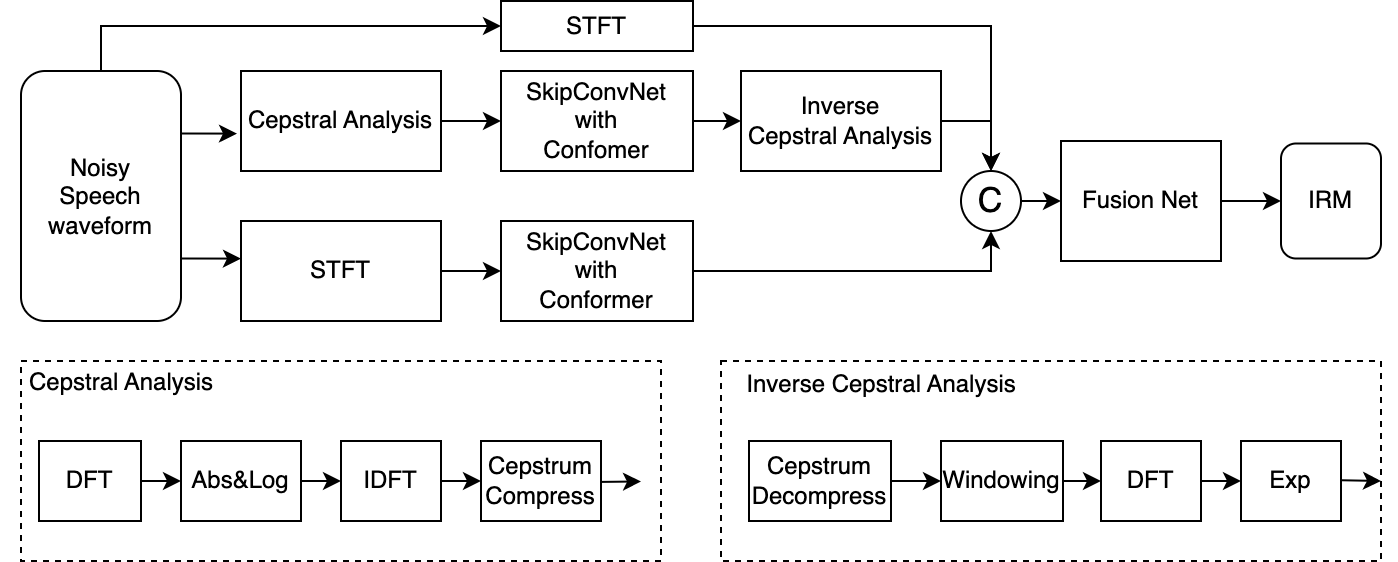 STFT
Noisy
Speech
waveform
Cepstral Analysis
SkipConvNet
with
Confomer
Inverse
Cepstral Analysis
C
Fusion Net
IRM
STFT
SkipConvNet
with
Conformer
Cepstral Analysis
DFT
Abs&Log
IDFT
Cepstrum
Compress
Inverse Cepstral Analysis
Cepstrum
Decompress
Windowing
DFT
Exp